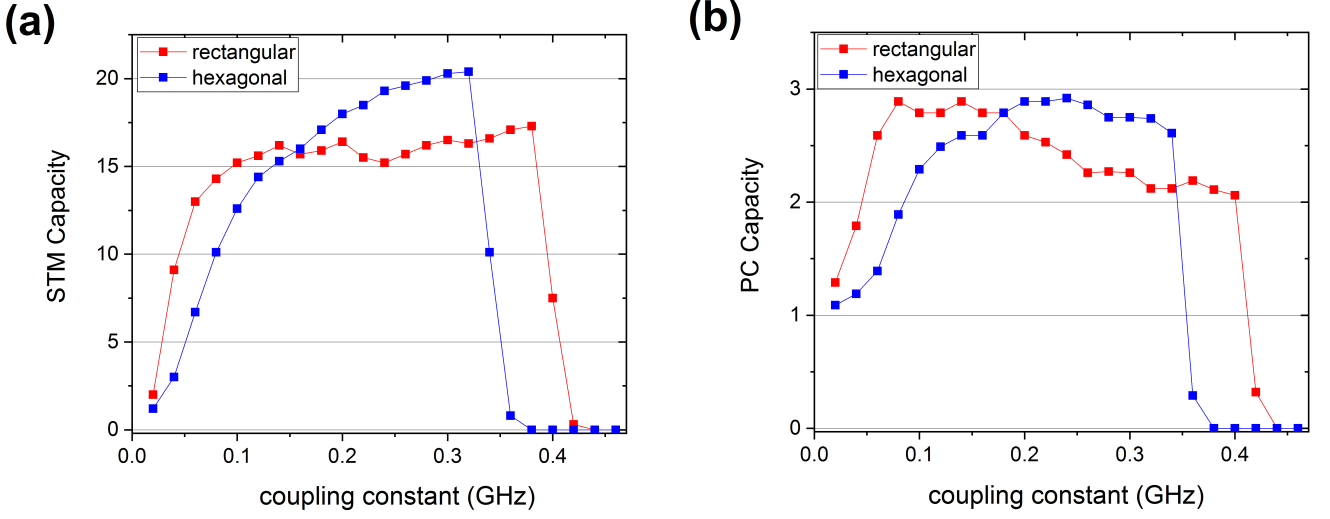 (a)
rectangular
hexagonal
20
15
10
5
0
STM Capacity
0.0 0.1 0.2 0.3 0.4
coupling constant (GHz)
(b)
rectangular
hexagonal
3
2
1
0
PC Capacity
0.0 0.1 0.2 0.3 0.4
coupling constant (GHz)